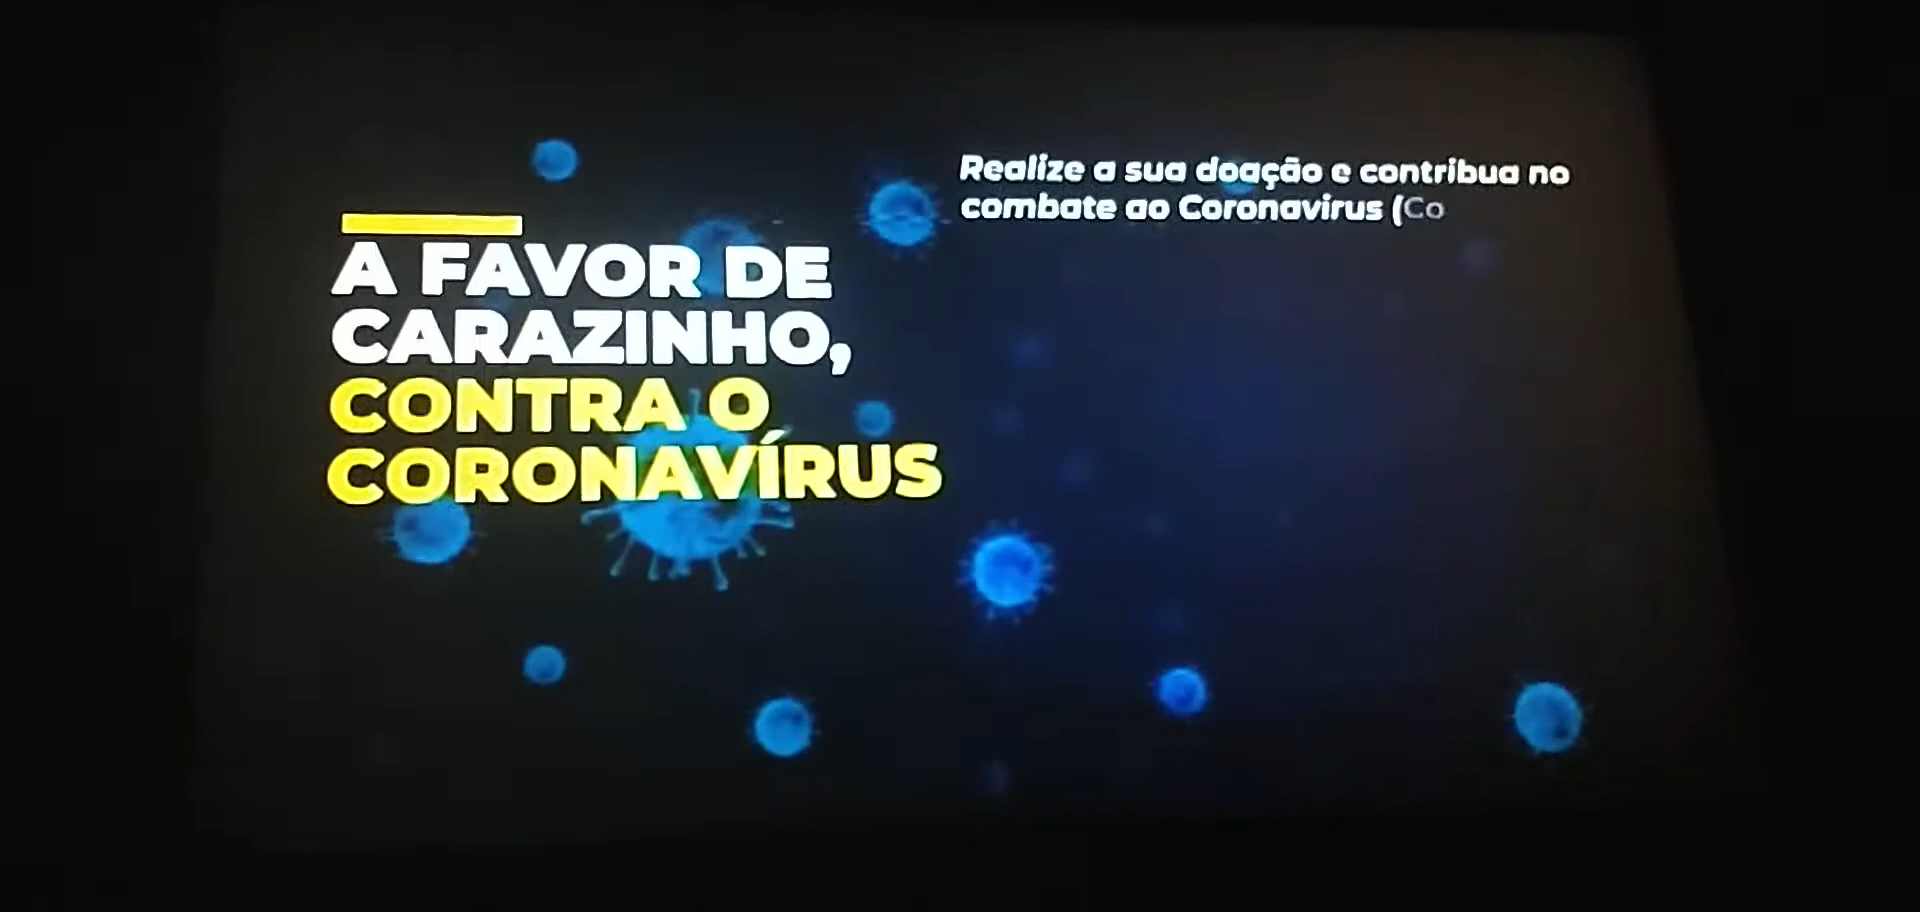 A FAVOR DE
CARAZINHO,
CONTRA O
CORONAVÍRUS
Realize a sua doação e contribua no
combate ao Coronavirus (Co